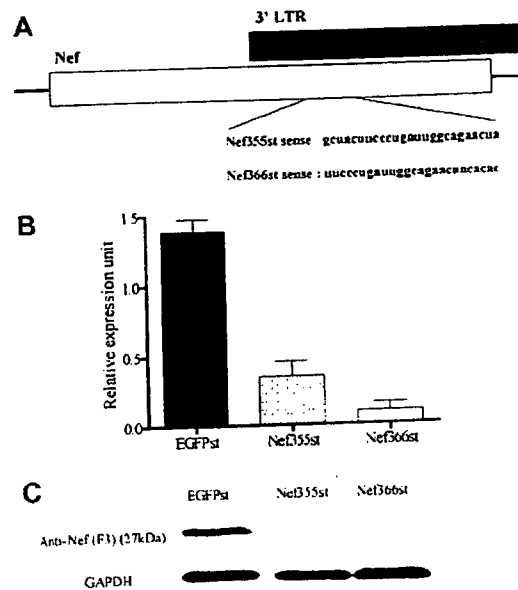 A
3' LTR
Nef
Nef355st sense gcuacuucccugauuggcagaacua
Nef366st sense : uucccugauuggcagaacuacacac
B
Relative expression unit
1.5
1.0
0.5
0.0
EGFPst
Nef355st
Nef366st
C
EGFPst
Nef355st
Nef366st
Anti-Nef (F3) (27kDa)
GAPDH